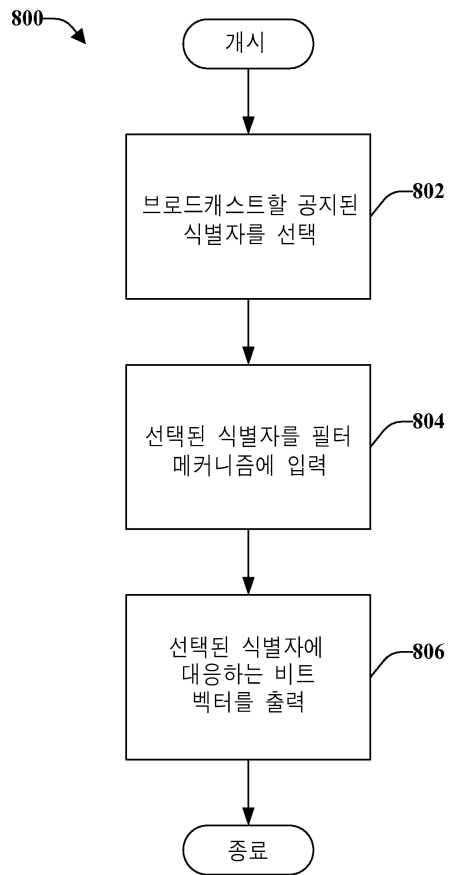 800
개시
브로드캐스트할 공지된
식별자를 선택
802
선택된 식별자를 필터
메커니즘에 입력
804
선택된 식별자에
대응하는 비트
벡터를 출력
806
종료